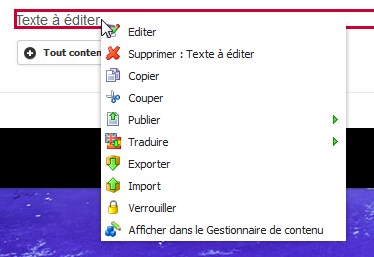 Texte à éditer
Tout conten
Editer
Supprimer : Texte à éditer
Copier
Couper
Publier
Traduire
Exporter
Import
Verrouiller
Afficher dans le Gestionnaire de contenu